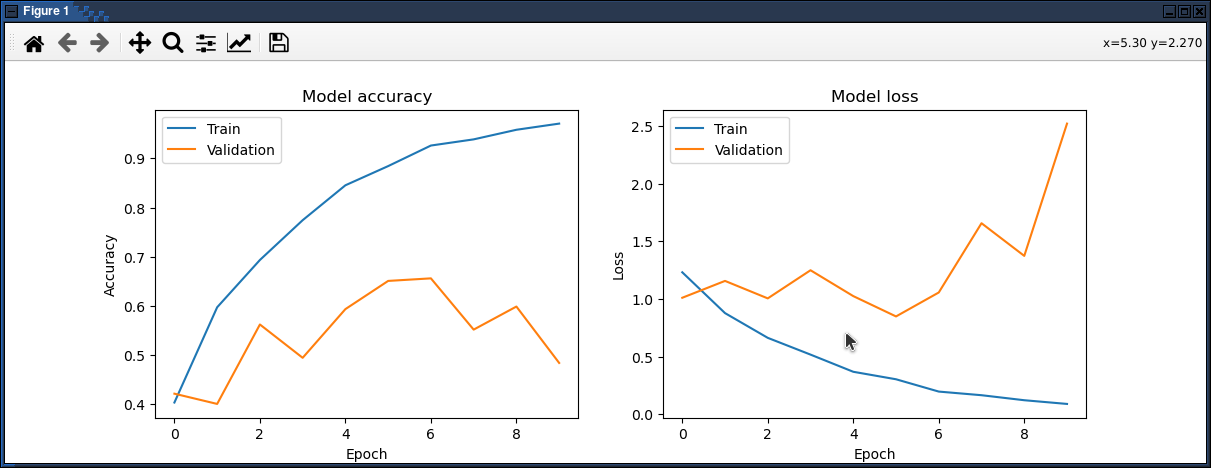 Figure 1
x=5.30 y=2.270
Model accuracy
Train
Validation
0.9
0.8
0.7
0.6
0.5
0.4
Accuracy
0 2 4 6 8
Epoch
Model loss
Train
Validation
2.5
2.0
1.5
1.0
0.5
0.0
Loss
0 2 4 6 8
Epoch